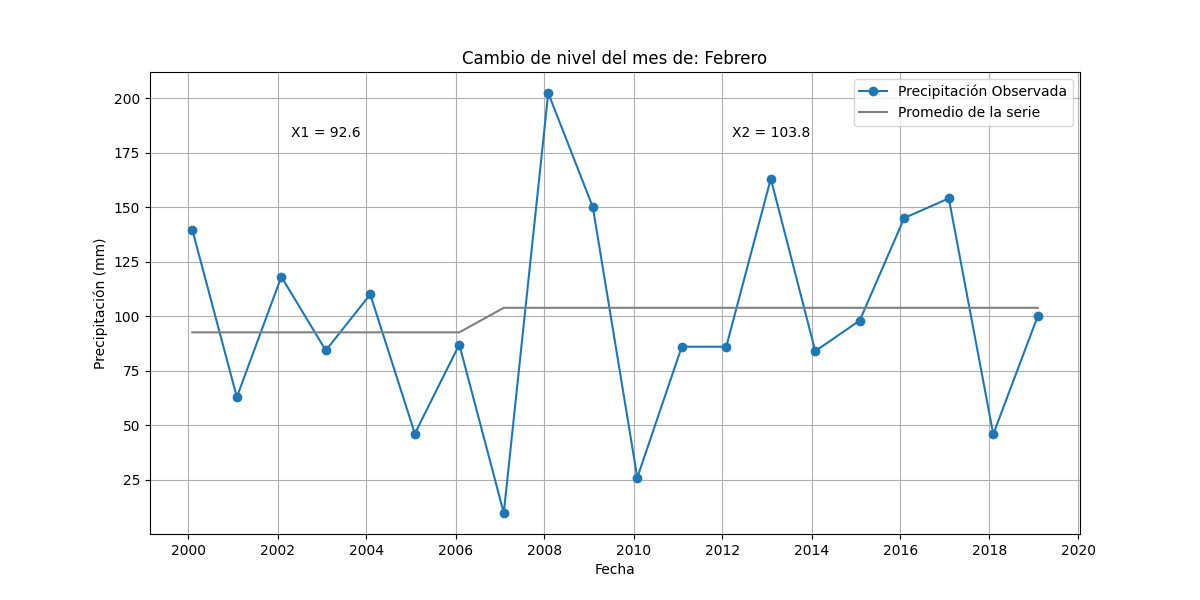 Cambio de nivel del mes de: Febrero
Precipitación Observada
Promedio de la serie
X1 = 92.6
X2 = 103.8
Precipitación (mm)
200
175
150
125
100
75
50
25
2000 2002 2004 2006 2008 2010 2012 2014 2016 2018 2020
Fecha